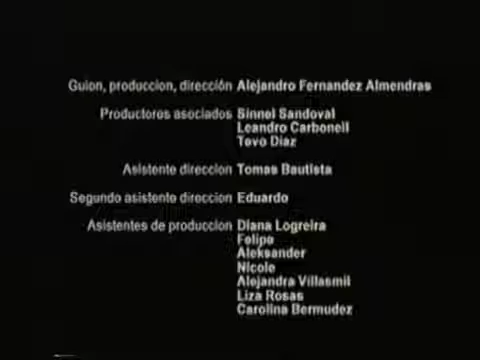 Guion, produccion, dirección Alejandro Fernandez Almendras
Productores asociados Sinnel Sandoval
Leandro Carbonell
Tevo Diaz
Asistente direccion Tomas Bautista
Segundo asistente direccion Eduardo
Asistentes de produccion Diana Logreira
Felipe
Aleksander
Nicole
Alejandra Villasmil
Liza Rosas
Carolina Bermudez